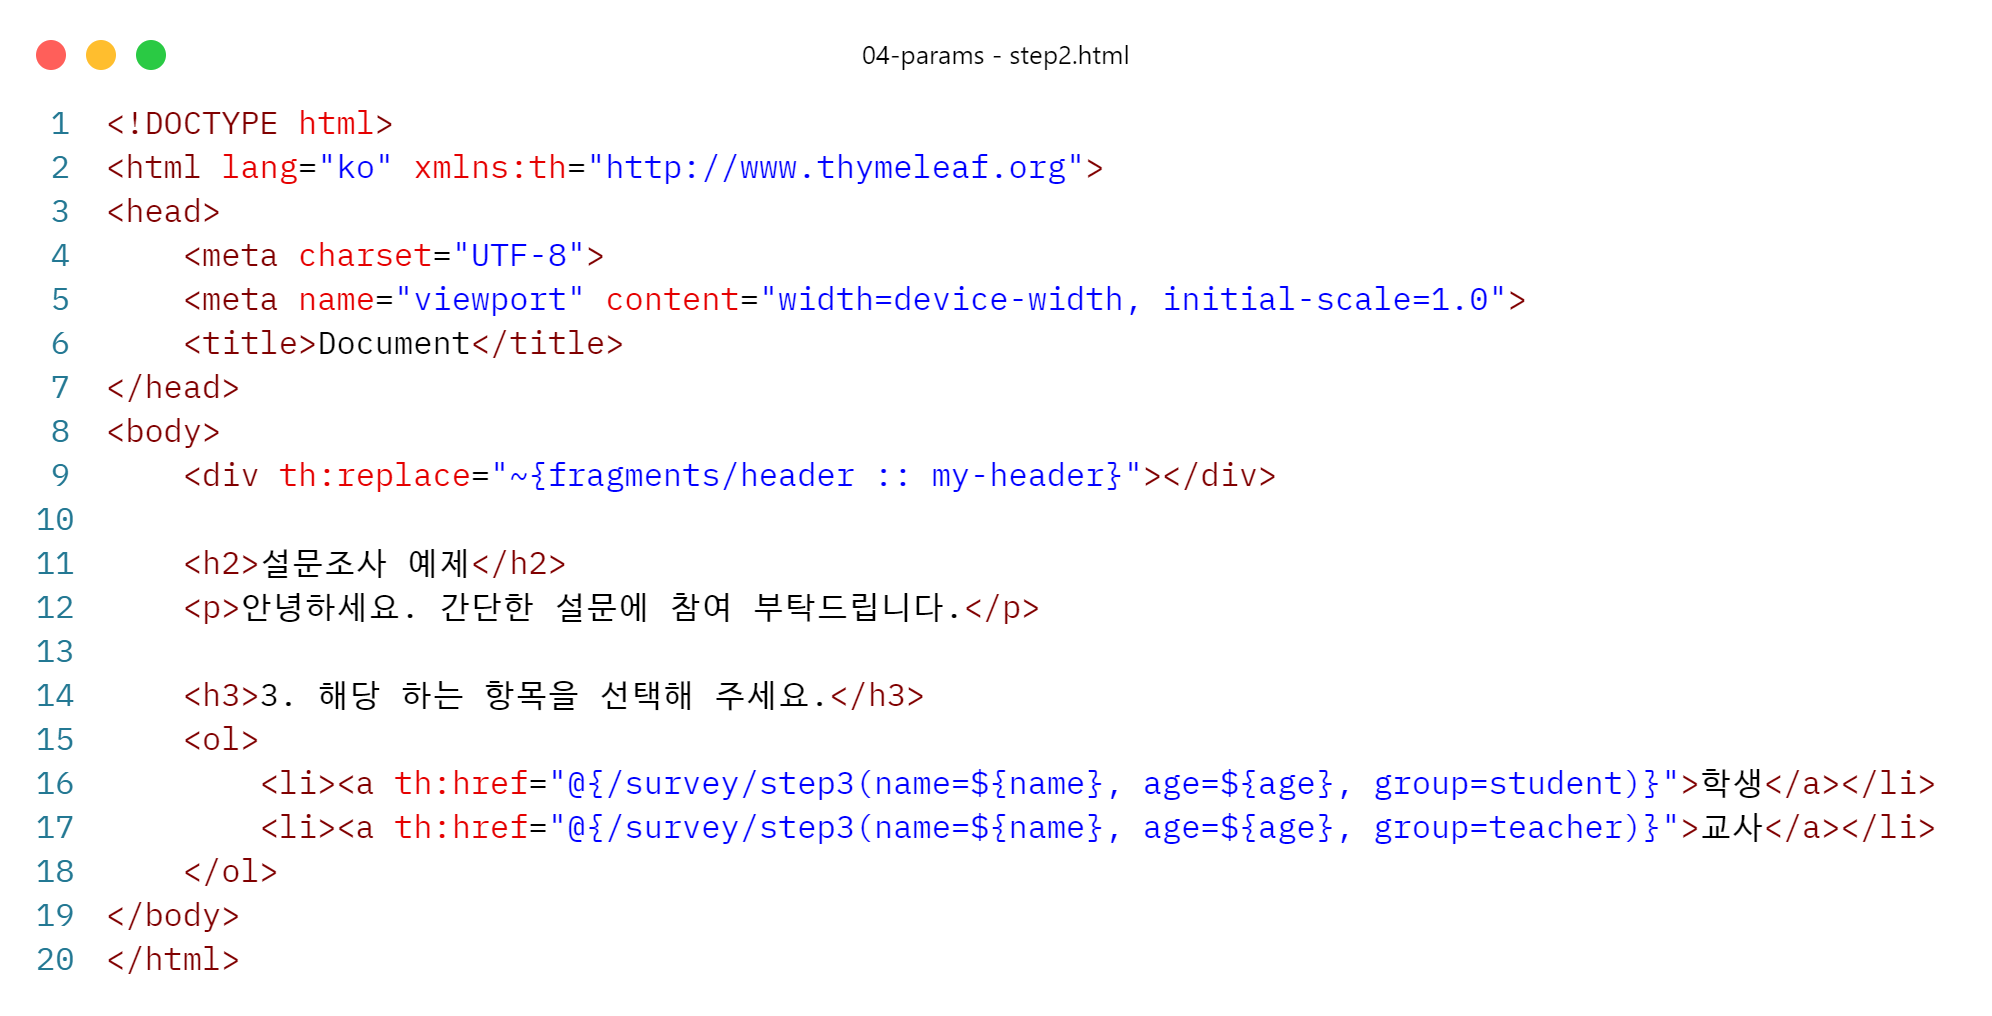 04-params - step2.html
1 <!DOCTYPE html>
2 <html lang="ko" xmlns:th="http://www.thymeleaf.org">
3 <head>
4     <meta charset="UTF-8">
5     <meta name="viewport" content="width=device-width, initial-scale=1.0">
6     <title>Document</title>
7 </head>
8 <body>
9     <div th:replace="~{fragments/header :: my-header}"></div>
10
11     <h2>설문조사 예제</h2>
12     <p>안녕하세요. 간단한 설문에 참여 부탁드립니다.</p>
13
14     <h3>3. 해당 하는 항목을 선택해 주세요.</h3>
15     <ol>
16         <li><a th:href="@{/survey/step3(name=${name}, age=${age}, group=student)}">학생</a></li>
17         <li><a th:href="@{/survey/step3(name=${name}, age=${age}, group=teacher)}">교사</a></li>
18     </ol>
19 </body>
20 </html>